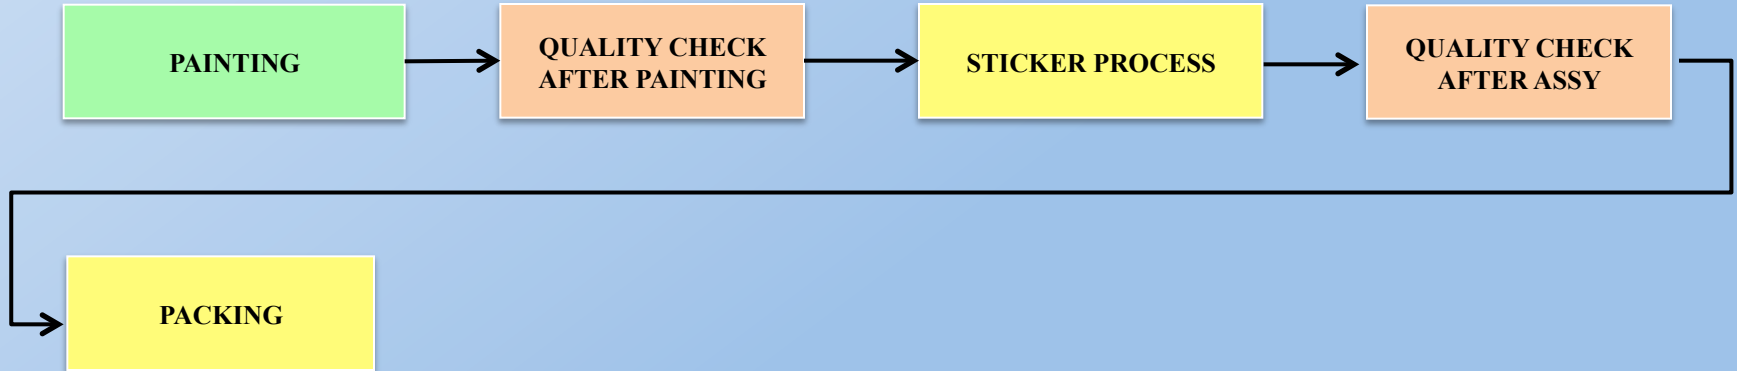 PAINTING
QUALITY CHECK
AFTER PAINTING
STICKER PROCESS
QUALITY CHECK
AFTER ASSY
PACKING